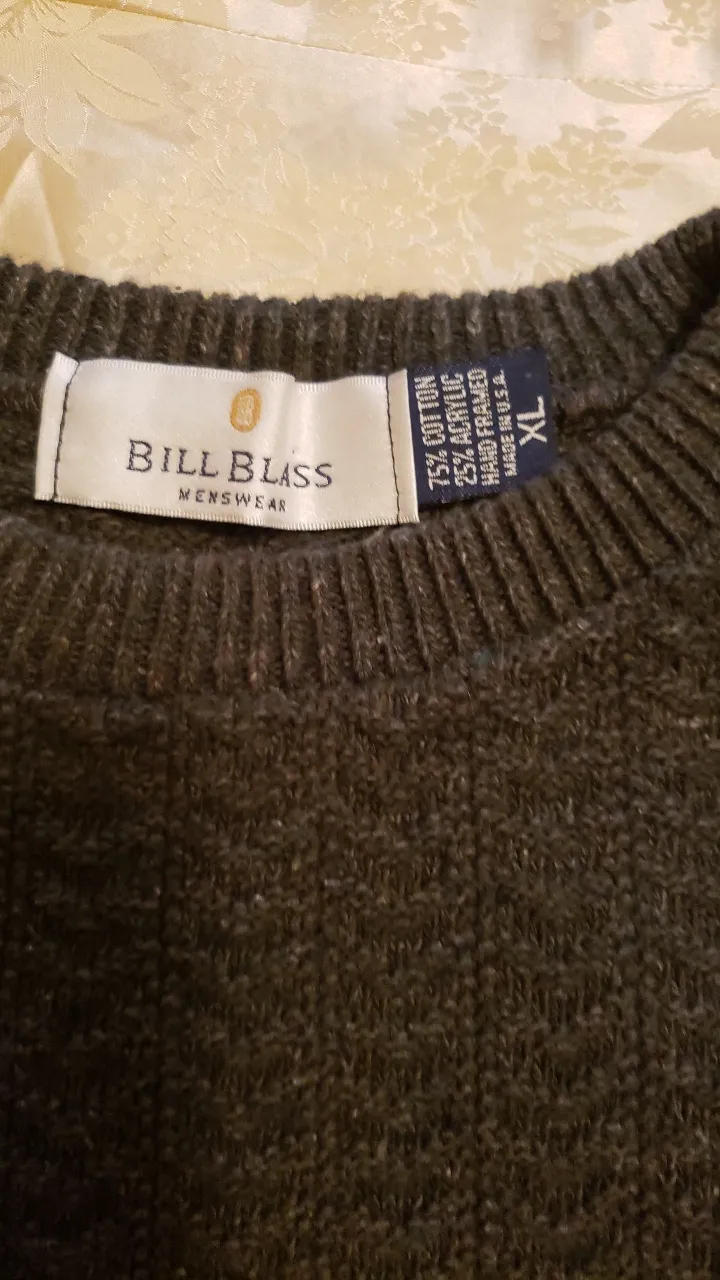 BILL BLASS
MENSWEAR
75% COTTON
25% ACRYLIC
HAND FRAMED
MADE IN U.S.A.
XL